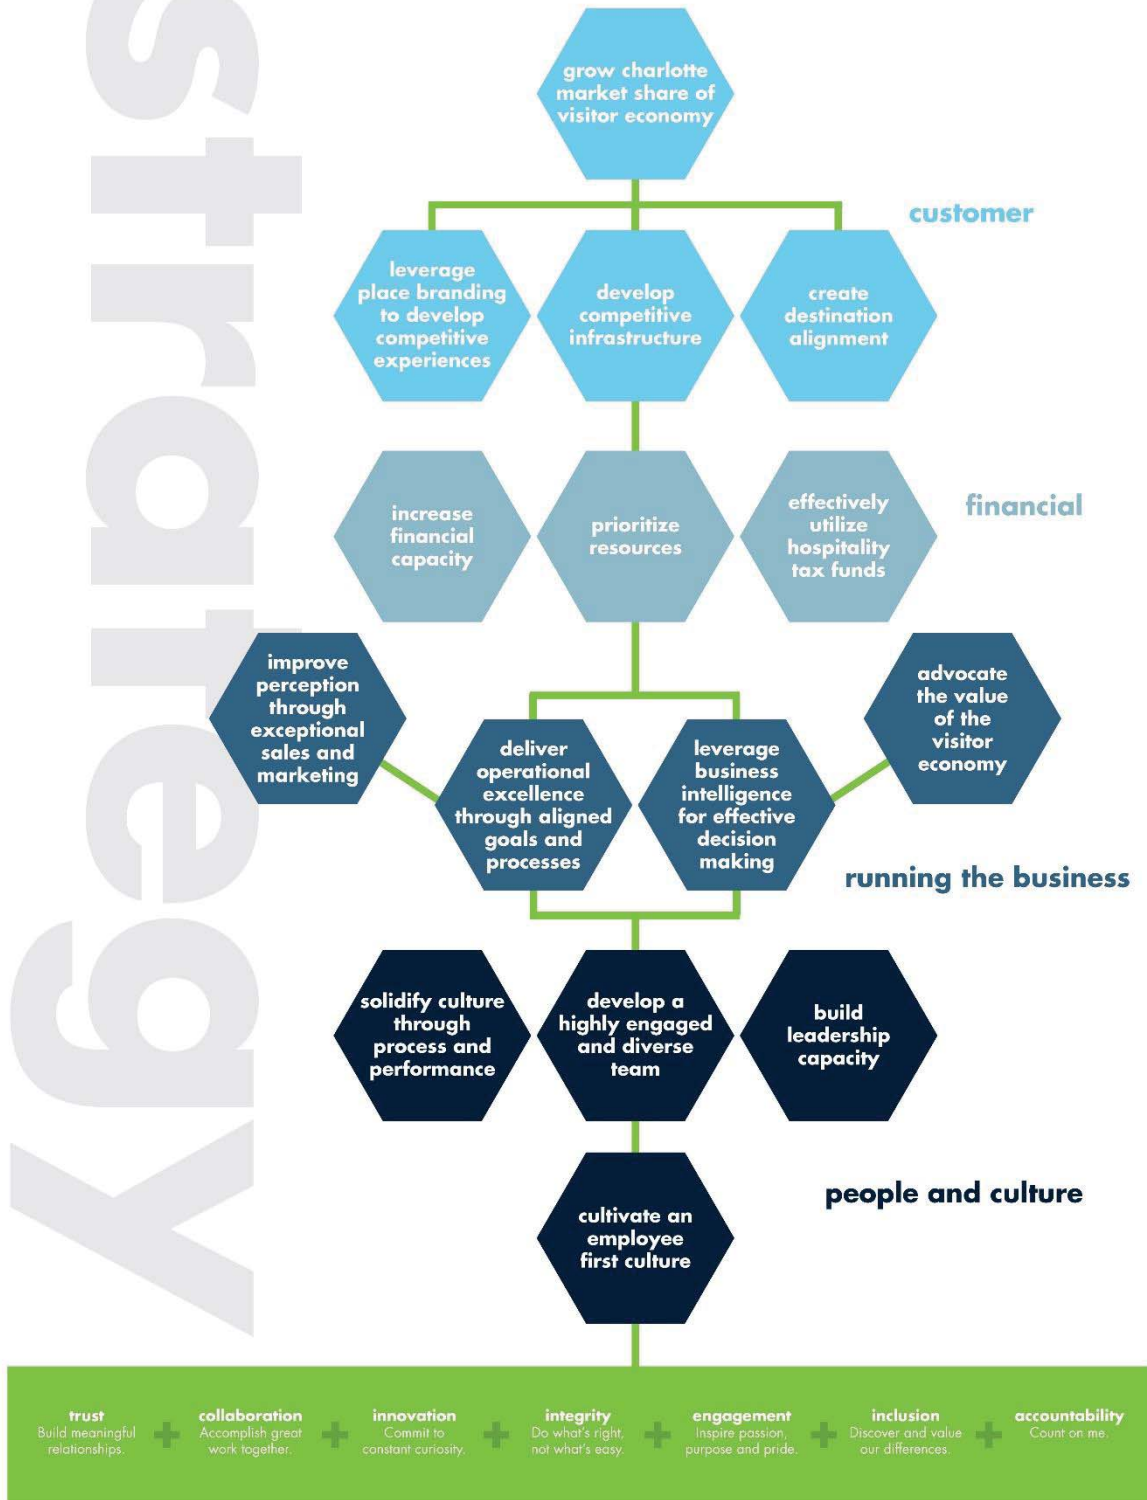 strategy
grow charlotte
market share of
visitor economy
customer
leverage
place branding
to develop
competitive
experiences
develop
competitive
infrastructure
create
destination
alignment
increase
financial
capacity
prioritize
resources
effectively
utilize
hospitality
tax funds
financial
improve
perception
through
exceptional
sales and
marketing
deliver
operational
excellence
through aligned
goals and
processes
leverage
business
intelligence
for effective
decision
making
advocate
the value
of the
visitor
economy
running the business
solidify culture
through
process and
performance
develop a
highly engaged
and diverse
team
build
leadership
capacity
people and culture
cultivate an
employee
first culture
trust
Build meaningful
relationships.
collaboration
Accomplish great
work together.
innovation
Commit to
constant curiosity.
integrity
Do what's right,
not what's easy.
engagement
Inspire passion,
purpose and pride.
inclusion
Discover and value
our differences.
accountability
Count on me.